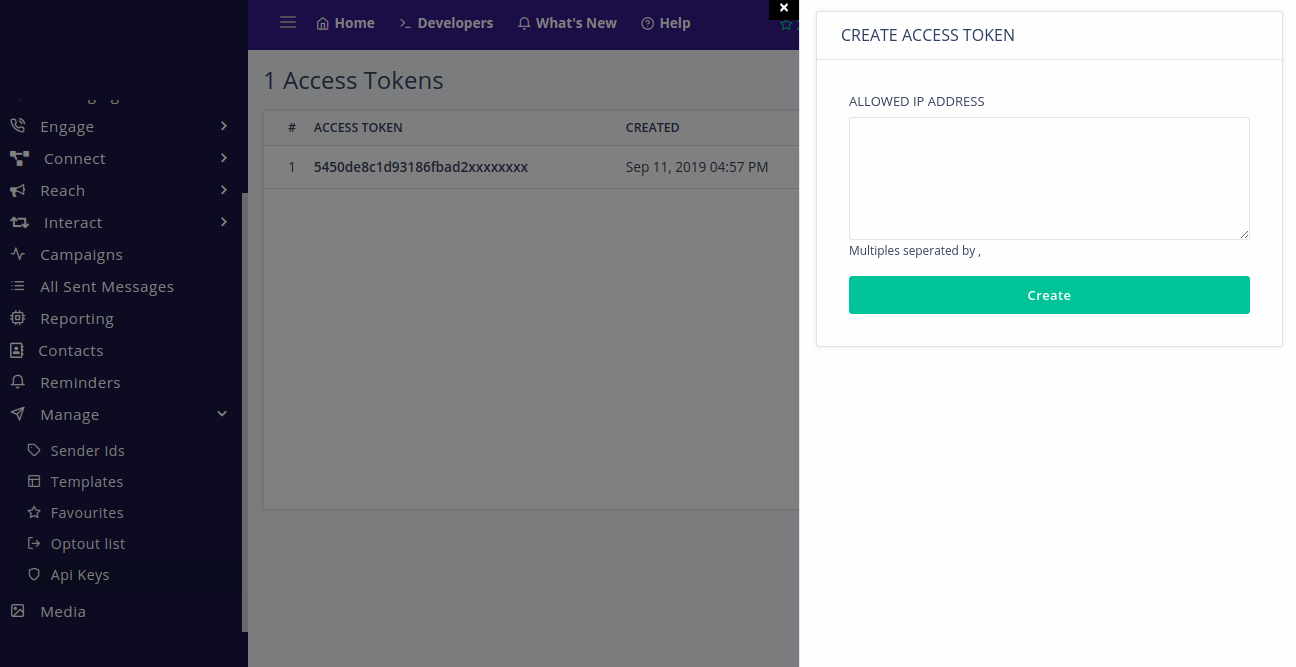 Home
Developers
What's New
Help
Engage
Connect
Reach
Interact
Campaigns
All Sent Messages
Reporting
Contacts
Reminders
Manage
Sender Ids
Templates
Favourites
Optout list
Api Keys
Media
1 Access Tokens
# ACCESS TOKEN CREATED
1 5450de8c1d93186fbad2xxxxxxxx Sep 11, 2019 04:57 PM
×
CREATE ACCESS TOKEN
ALLOWED IP ADDRESS
Multiples seperated by ,
Create